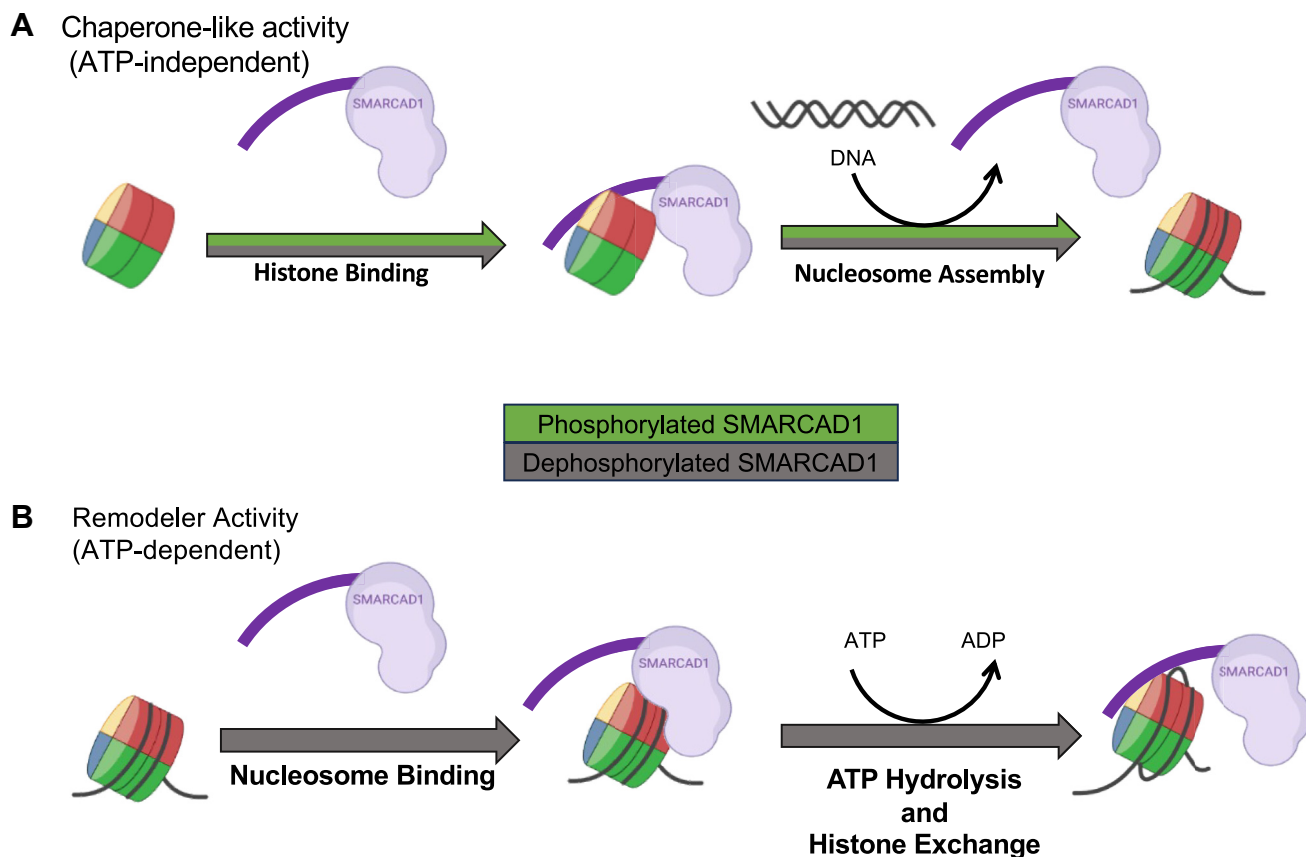 A Chaperone-like activity
(ATP-independent)
SMARCAD1
SMARCAD1
DNA
SMARCAD1
Histone Binding
Nucleosome Assembly
Phosphorylated SMARCAD1
Dephosphorylated SMARCAD1
B Remodeler Activity
(ATP-dependent)
SMARCAD1
SMARCAD1
ATP ADP
SMARCAD1
Nucleosome Binding
ATP Hydrolysis
and
Histone Exchange